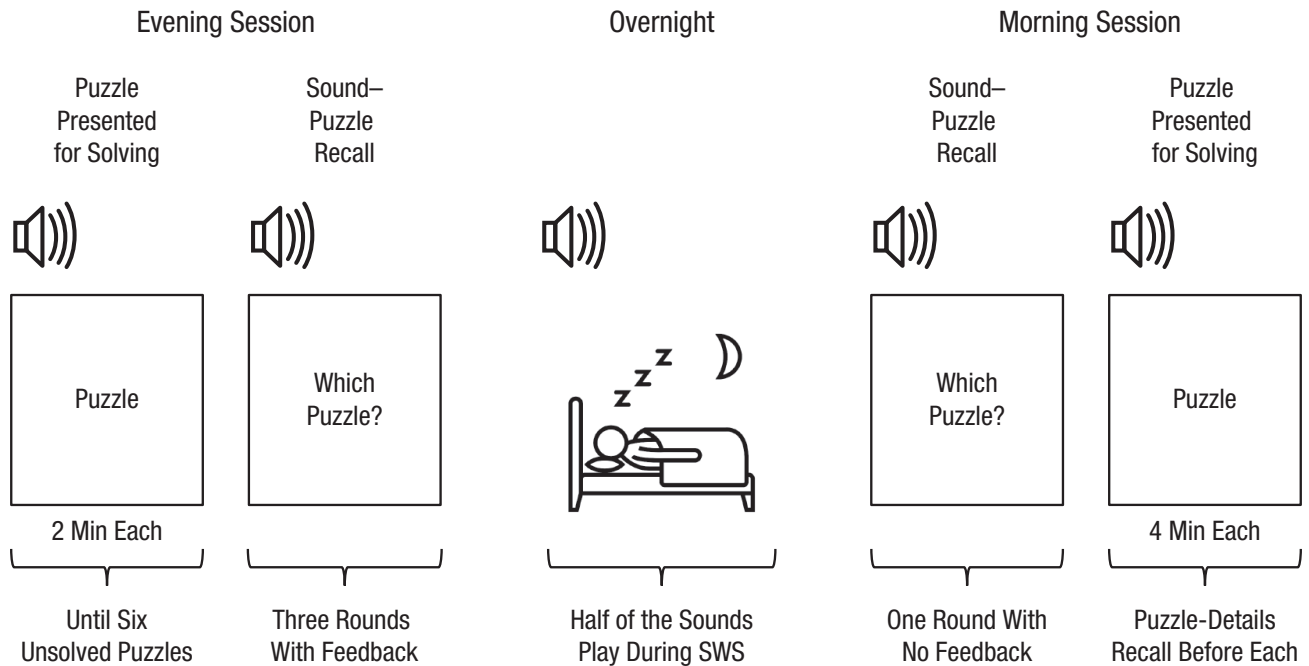 Evening Session
Overnight
Morning Session
Puzzle
Presented
for Solving
Sound–
Puzzle
Recall
Sound–
Puzzle
Recall
Puzzle
Presented
for Solving
Puzzle
Which
Puzzle?
z
z
z
z
Which
Puzzle?
Puzzle
2 Min Each
4 Min Each
Until Six
Unsolved Puzzles
Three Rounds
With Feedback
Half of the Sounds
Play During SWS
One Round With
No Feedback
Puzzle-Details
Recall Before Each